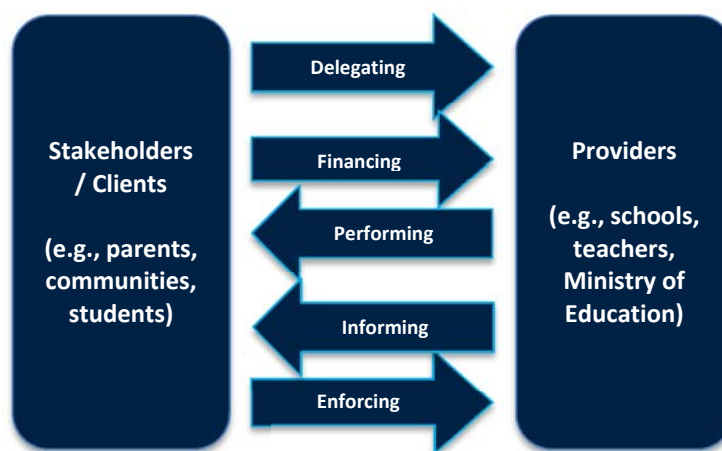 Stakeholders
/ Clients
(e.g., parents,
communities,
students)
Delegating
Financing
Performing
Informing
Enforcing
Providers
(e.g., schools,
teachers,
Ministry of
Education)